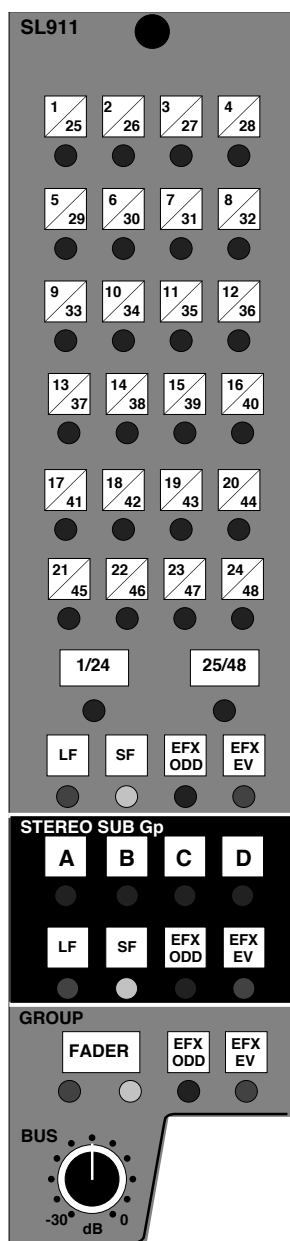 SL911
1 25 2 26 3 27 4 28
5 29 6 30 7 31 8 32
9 33 10 34 11 35 12 36
13 37 14 38 15 39 16 40
17 41 18 42 19 43 20 44
21 45 22 46 23 47 24 48
1/24 25/48
LF SF EFX ODD EFX EV
STEREO SUB Gp
A B C D
LF SF EFX ODD EFX EV
GROUP
FADER EFX ODD EFX EV
BUS
-30 dB 0